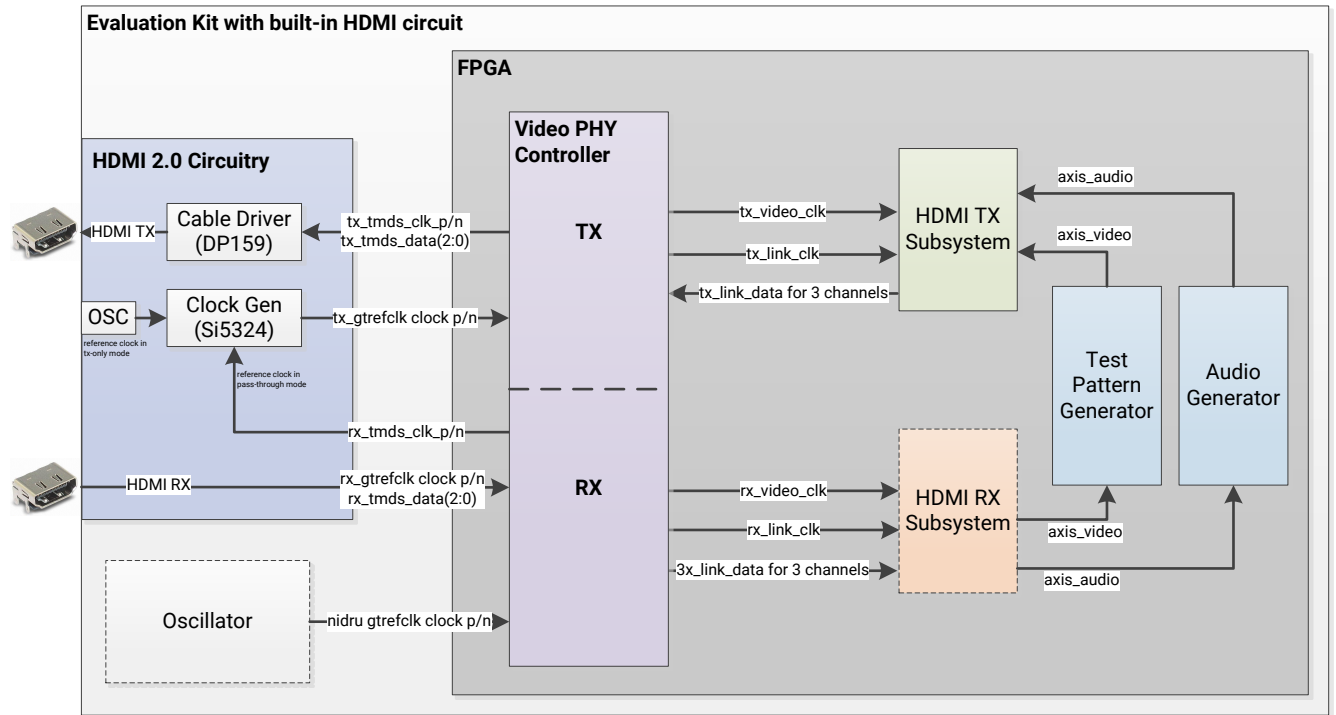 Evaluation Kit with built-in HDMI circuit
FPGA
Video PHY
Controller
HDMI 2.0 Circuitry
HDMI TX
Cable Driver
(DP159)
tx_tmds_clk_p/n
tx_tmds_data(2:0)
TX
OSC
reference clock in
tx-only mode
Clock Gen
(Si5324)
tx_gtrefclk clock p/n
reference clock in
pass-through mode
rx_tmds_clk_p/n
HDMI RX
rx_gtrefclk clock p/n
rx_tmds_data(2:0)
RX
Oscillator
nidru gtrefclk clock p/n
tx_video_clk
tx_link_clk
tx_link_data for 3 channels
HDMI TX
Subsystem
axis_audio
axis_video
Test
Pattern
Generator
Audio
Generator
rx_video_clk
rx_link_clk
3x_link_data for 3 channels
HDMI RX
Subsystem
axis_video
axis_audio